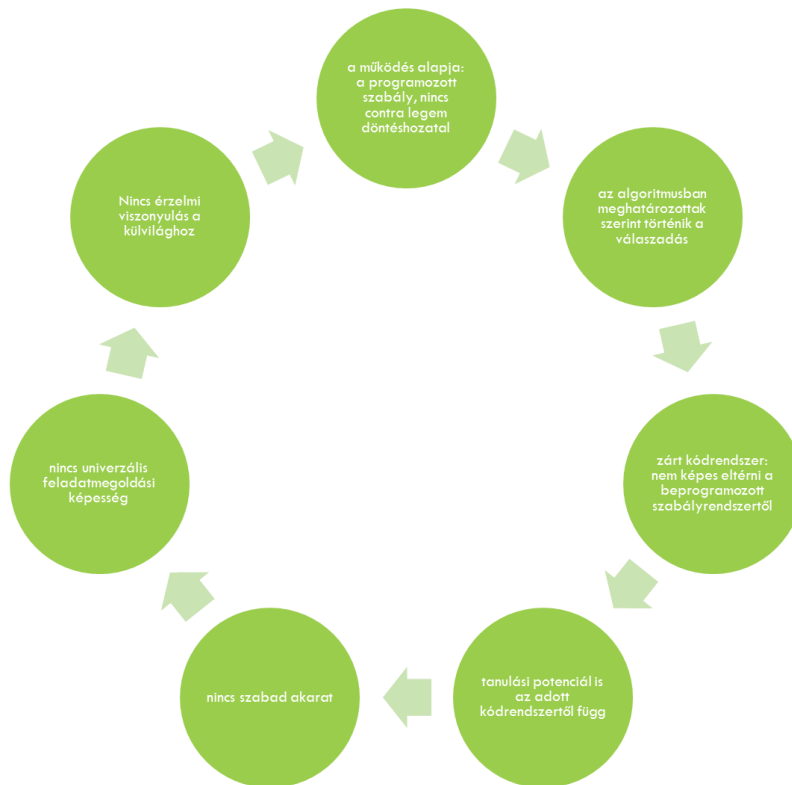 a működés alapja:
a programozott
szabály, nincs
contra legem
döntéshozatal
az algoritmusban
meghatározottak
szerint történik a
válaszadás
zárt kódrendszer:
nem képes eltérni a
beprogramozott
szabályrendszertől
tanulási potenciál is
az adott
kódrendszertől függ
nincs szabad akarat
nincs univerzális
feladatmegoldási
képesség
Nincs érzelmi
viszonyulás a
külvilághoz